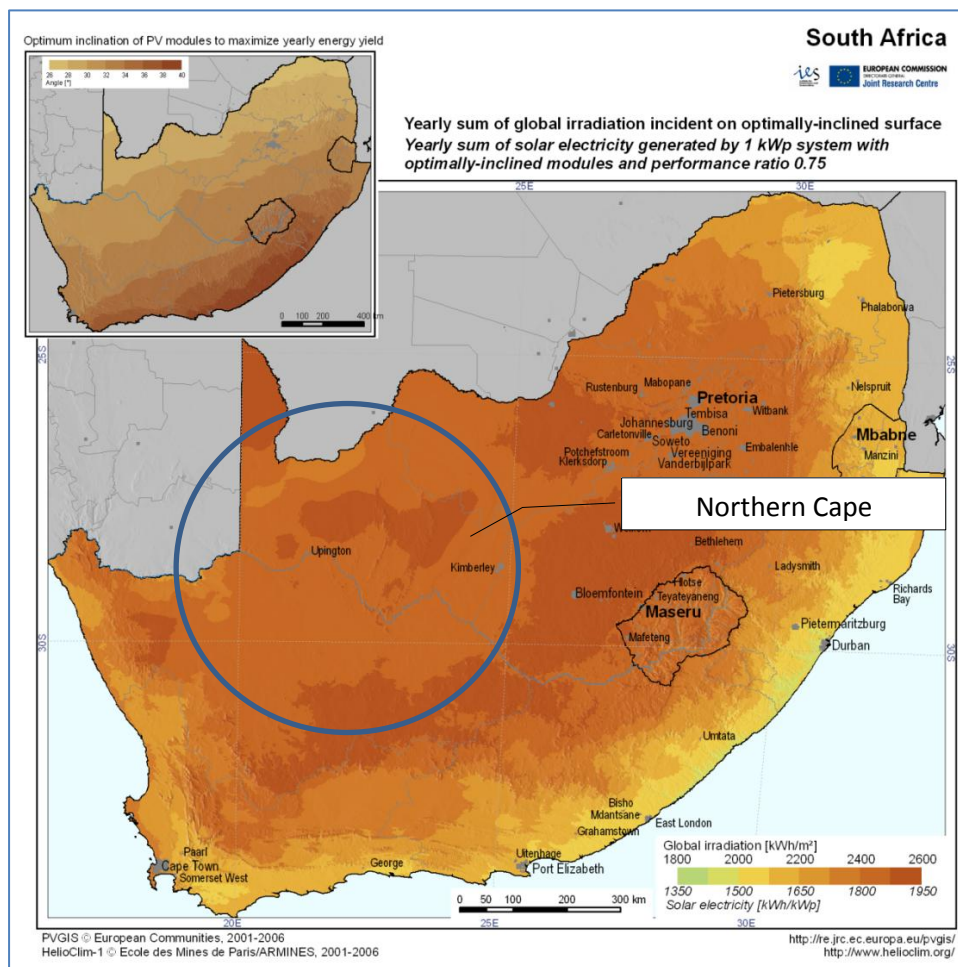 Optimum inclination of PV modules to maximize yearly energy yield
26 28 30 32 34 36 38 40
Angle [°]
0 100 200 400 km
South Africa
ies
EUROPEAN COMMISSION
DIRECTORATE-GENERAL
Joint Research Centre
Yearly sum of global irradiation incident on optimally-inclined surface
Yearly sum of solar electricity generated by 1 kWp system with
optimally-inclined modules and performance ratio 0.75
25E
30E
Pietersburg
Phalaborwa
25S
25S
Rustenburg
Mabopane
Pretoria
Nelspruit
Tembisa
Witbank
Johannesburg
Benoni
Mbabne
Carletonville
Soweto
Embalenhle
Manzini
Potchefstroom
Vereeniging
Klerksdorp
Vanderbijlpark
Northern Cape
Bethlehem
Upington
Kimberley
Ladysmith
Hlotse
Bloemfontein
Teyateyaneng
Richards
Bay
Maseru
Pietermaritzburg
Mafeteng
Durban
30S
30S
Umtata
Bisho
Mdantsane
East London
Grahamstown
Paarl
Cape Town
Somerset West
George
Uitenhage
Port Elizabeth
Global irradiation [kWh/m²]
1800 2000 2200 2400 2600
1350 1500 1650 1800 1950
Solar electricity [kWh/kWp]
0 50 100 200 300 km
20E
25E
30E
PVGIS © European Communities, 2001-2006
HelioClim-1 © Ecole des Mines de Paris/ARMINES, 2001-2006
http://re.jrc.ec.europa.eu/pvgis/
http://www.helioclim.org/